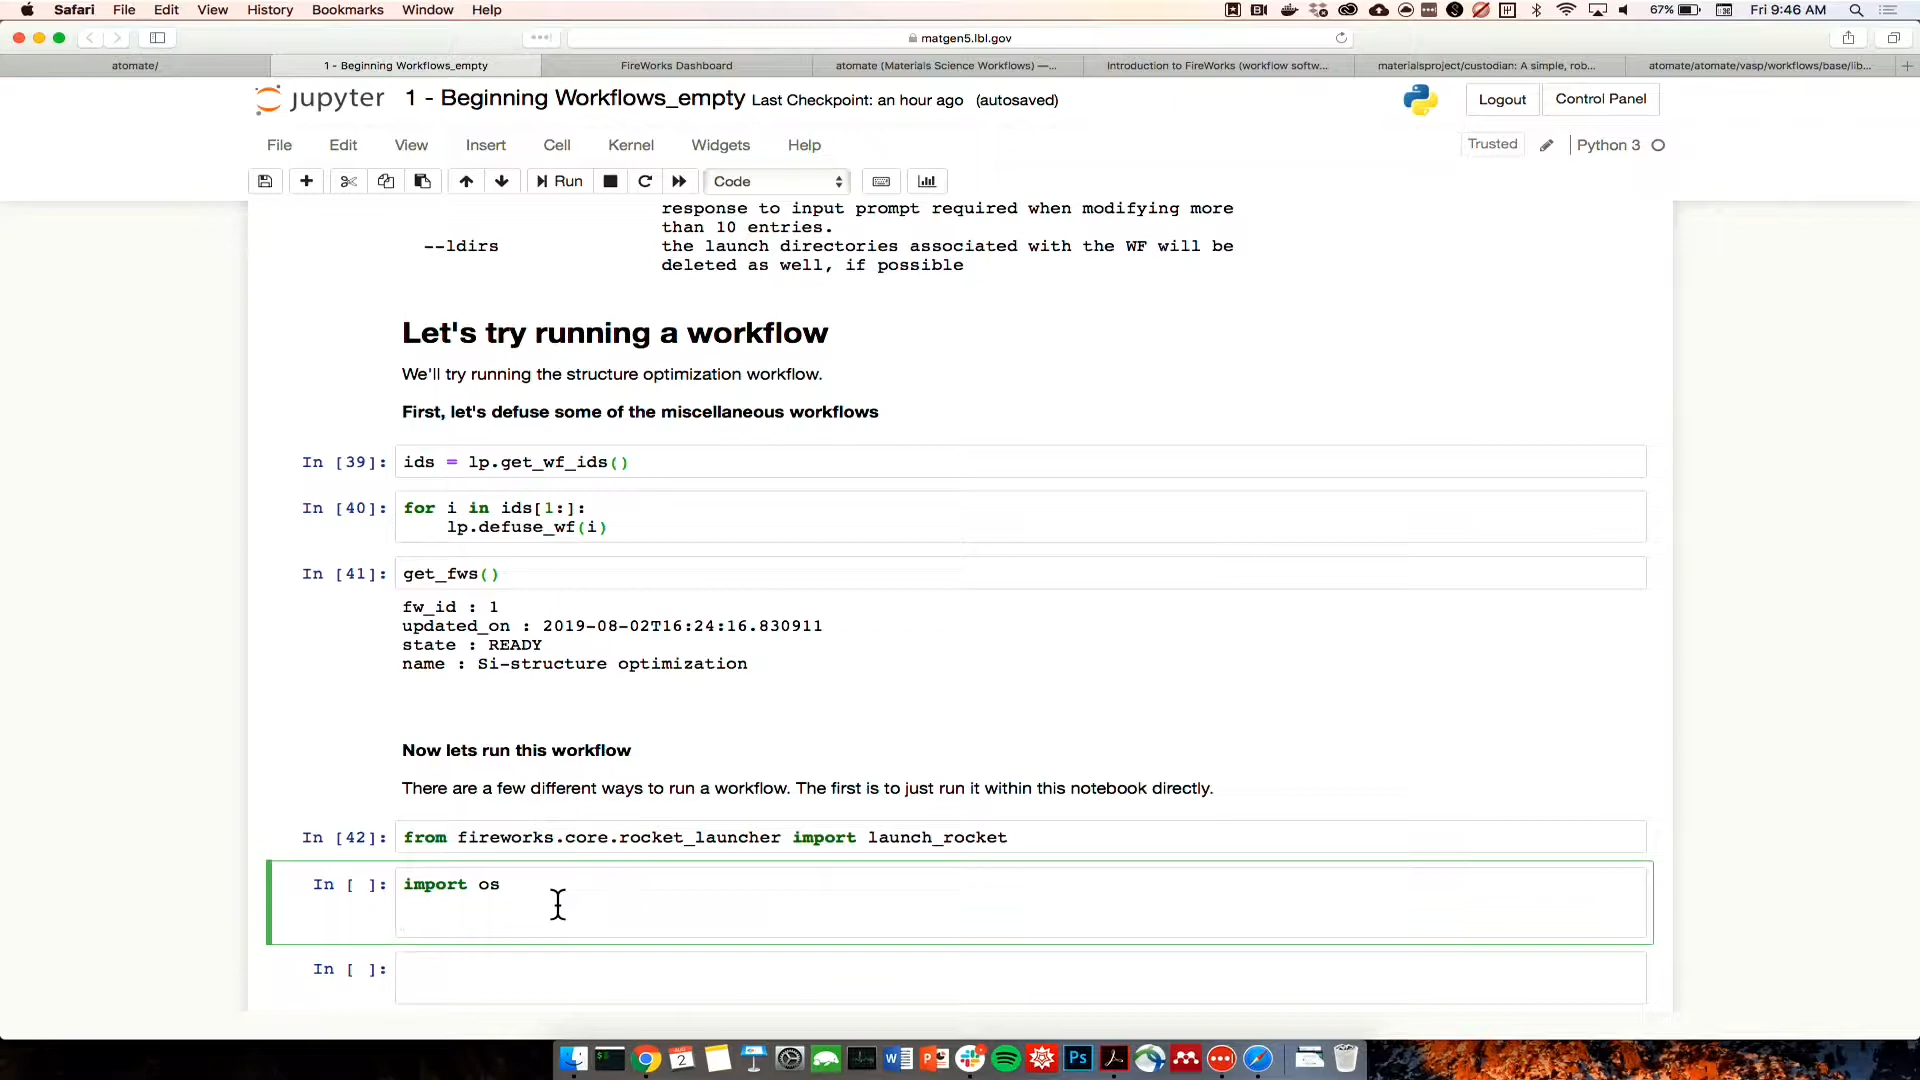 Safari File Edit View History Bookmarks Window Help 67% Fri 9:46 AM
matgen5.lbl.gov
atomate/ 1 - Beginning Workflows_empty FireWorks Dashboard atomate (Materials Science Workflows) —... Introduction to FireWorks (workflow softw... materialsproject/custodian: A simple, rob... atomate/atomate/vasp/workflows/base/lib...
jupyter 1 - Beginning Workflows_empty Last Checkpoint: an hour ago (autosaved) Logout Control Panel
File Edit View Insert Cell Kernel Widgets Help Trusted Python 3
Run Code
response to input prompt required when modifying more
than 10 entries.
--ldirs the launch directories associated with the WF will be
deleted as well, if possible
Let's try running a workflow
We'll try running the structure optimization workflow.
First, let's defuse some of the miscellaneous workflows
In [39]: ids = lp.get_wf_ids()
In [40]: for i in ids[1:]:
lp.defuse_wf(i)
In [41]: get_fws()
fw_id : 1
updated_on : 2019-08-02T16:24:16.830911
state : READY
name : Si-structure optimization
Now lets run this workflow
There are a few different ways to run a workflow. The first is to just run it within this notebook directly.
In [42]: from fireworks.core.rocket_launcher import launch_rocket
In [ ]: import os
In [ ]: